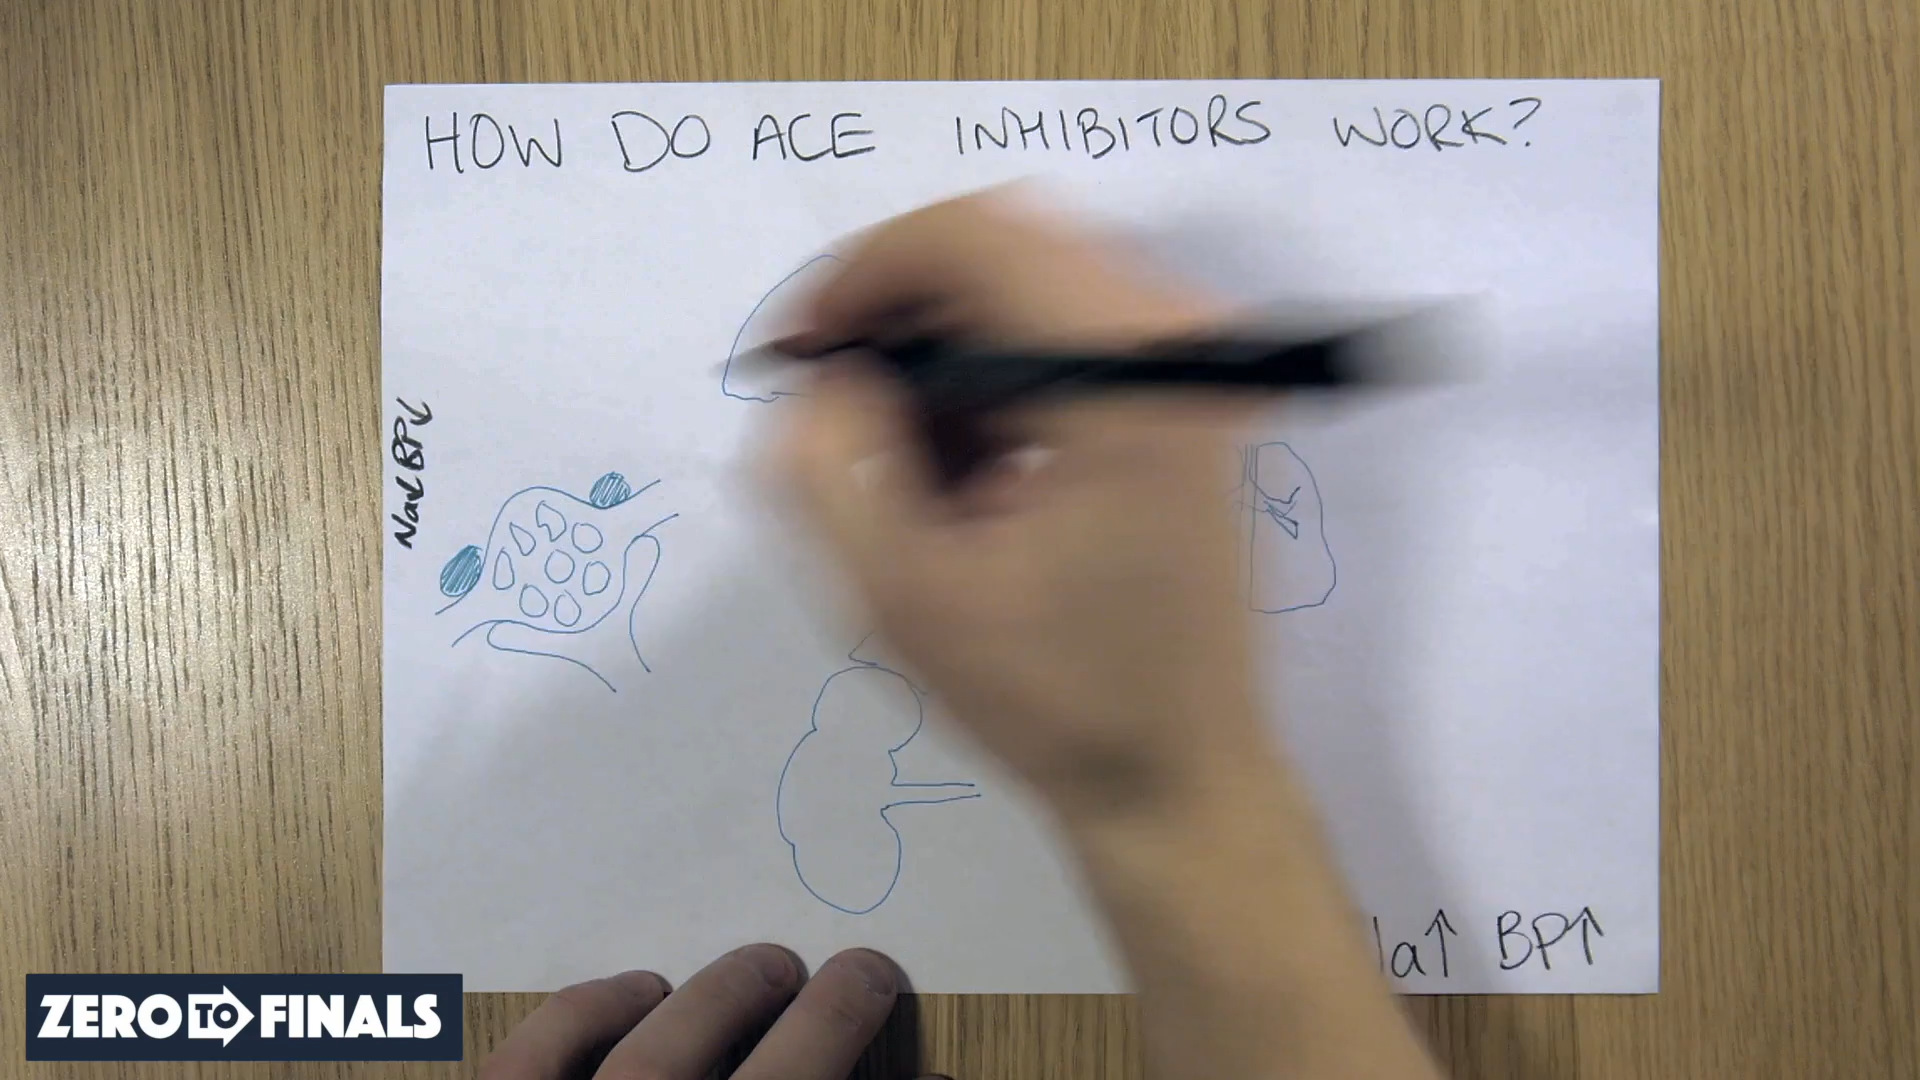 HOW DO ACE INHIBITORS WORK?
Na↓ BP↓
a↑ BP↑
ZERO TO FINALS